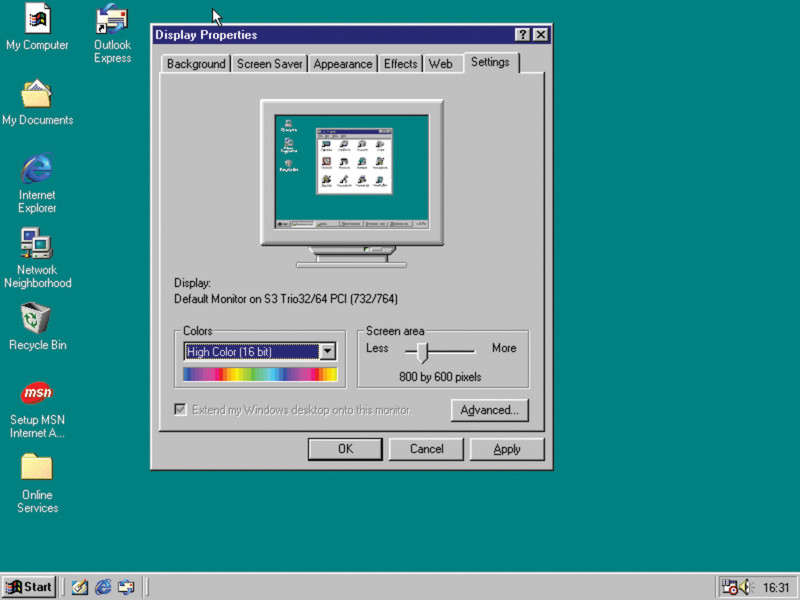 My Computer
Outlook
Express
My Documents
Internet
Explorer
Network
Neighborhood
Recycle Bin
msn
Setup MSN
Internet A...
Online
Services
Display Properties
Background
Screen Saver
Appearance
Effects
Web
Settings
Display:
Default Monitor on S3 Trio32/64 PCI (732/764)
Colors
High Color (16 bit)
Screen area
Less
More
800 by 600 pixels
Extend my Windows desktop onto this monitor.
Advanced...
OK
Cancel
Apply
Start
16:31